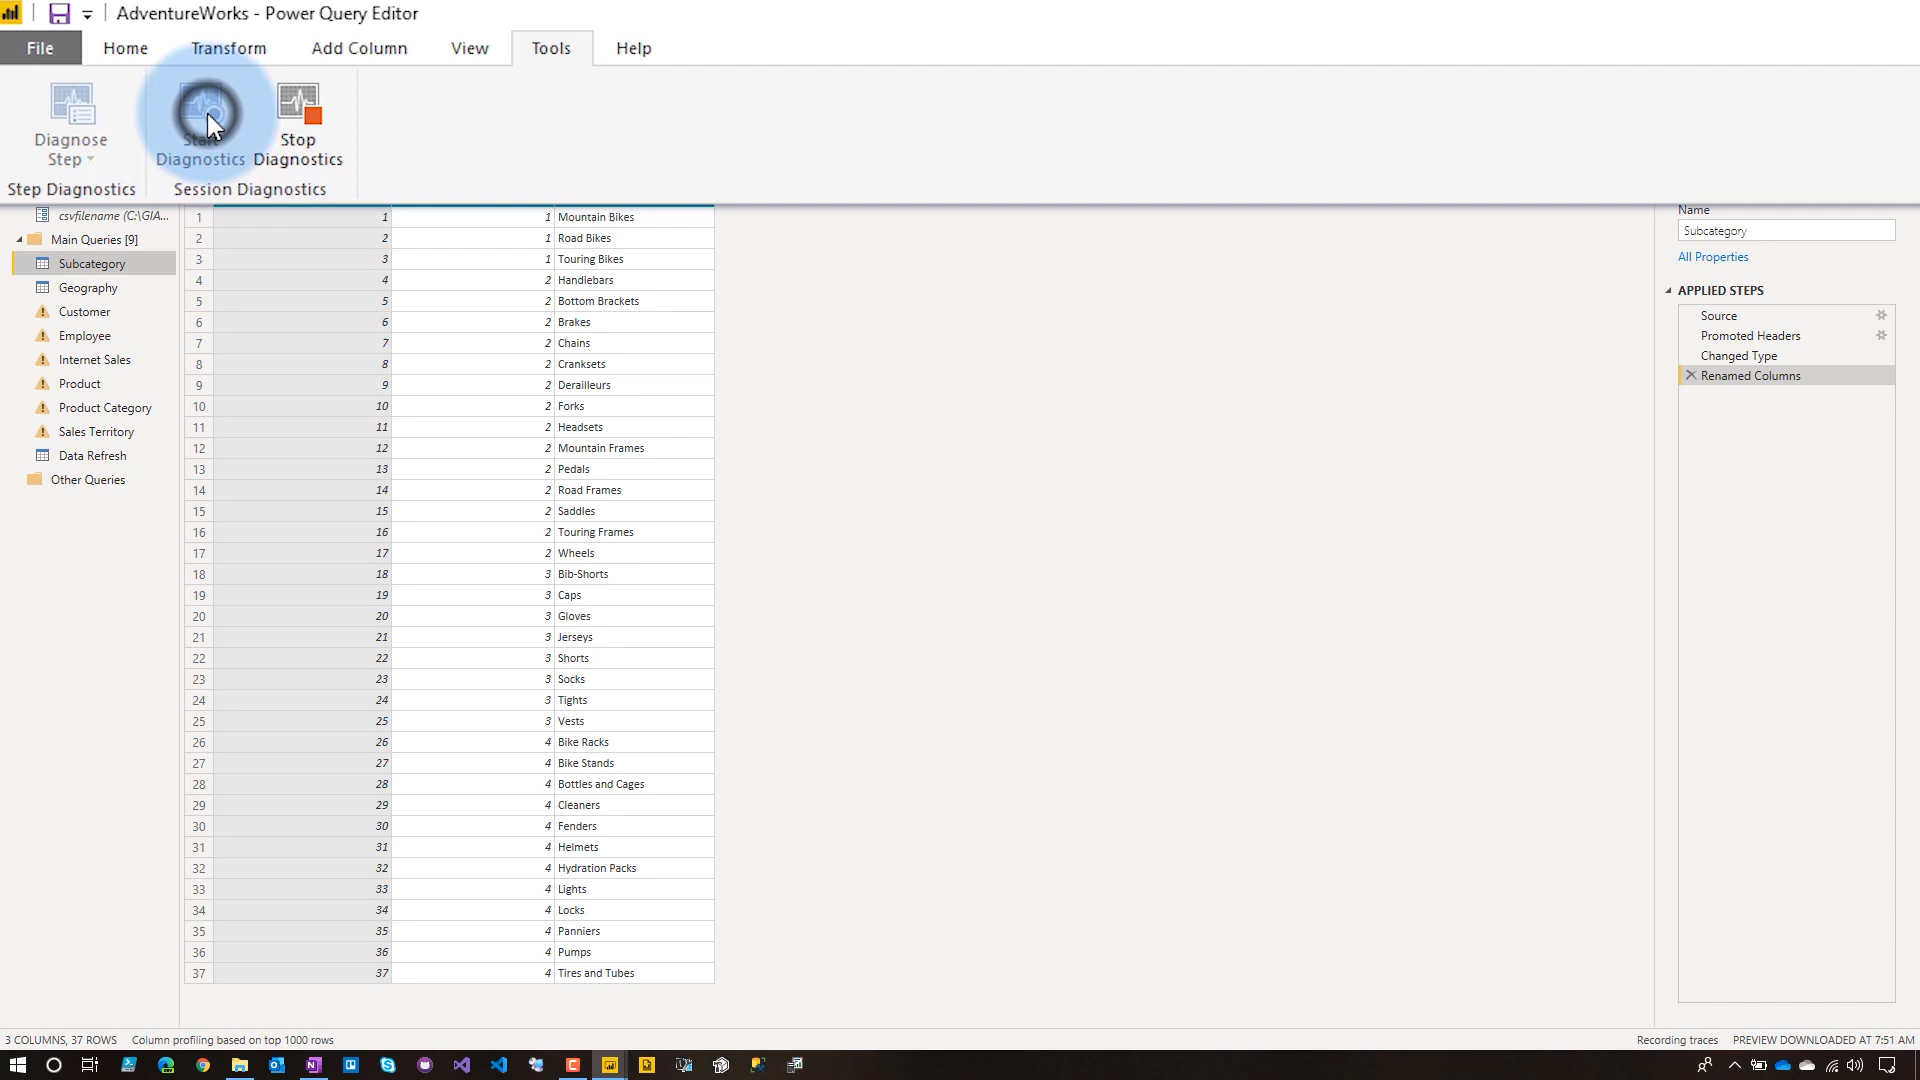 AdventureWorks - Power Query Editor
File
Home
Transform
Add Column
View
Tools
Help
Diagnose
Step
Start
Diagnostics
Stop
Diagnostics
Step Diagnostics
Session Diagnostics
csvfilename (C:\GIA...
Main Queries [9]
Subcategory
Geography
Customer
Employee
Internet Sales
Product
Product Category
Sales Territory
Data Refresh
Other Queries
1 1 1 Mountain Bikes
2 2 1 Road Bikes
3 3 1 Touring Bikes
4 4 2 Handlebars
5 5 2 Bottom Brackets
6 6 2 Brakes
7 7 2 Chains
8 8 2 Cranksets
9 9 2 Derailleurs
10 10 2 Forks
11 11 2 Headsets
12 12 2 Mountain Frames
13 13 2 Pedals
14 14 2 Road Frames
15 15 2 Saddles
16 16 2 Touring Frames
17 17 2 Wheels
18 18 3 Bib-Shorts
19 19 3 Caps
20 20 3 Gloves
21 21 3 Jerseys
22 22 3 Shorts
23 23 3 Socks
24 24 3 Tights
25 25 3 Vests
26 26 4 Bike Racks
27 27 4 Bike Stands
28 28 4 Bottles and Cages
29 29 4 Cleaners
30 30 4 Fenders
31 31 4 Helmets
32 32 4 Hydration Packs
33 33 4 Lights
34 34 4 Locks
35 35 4 Panniers
36 36 4 Pumps
37 37 4 Tires and Tubes
Name
Subcategory
All Properties
APPLIED STEPS
Source
Promoted Headers
Changed Type
Renamed Columns
3 COLUMNS, 37 ROWS
Column profiling based on top 1000 rows
Recording traces
PREVIEW DOWNLOADED AT 7:51 AM